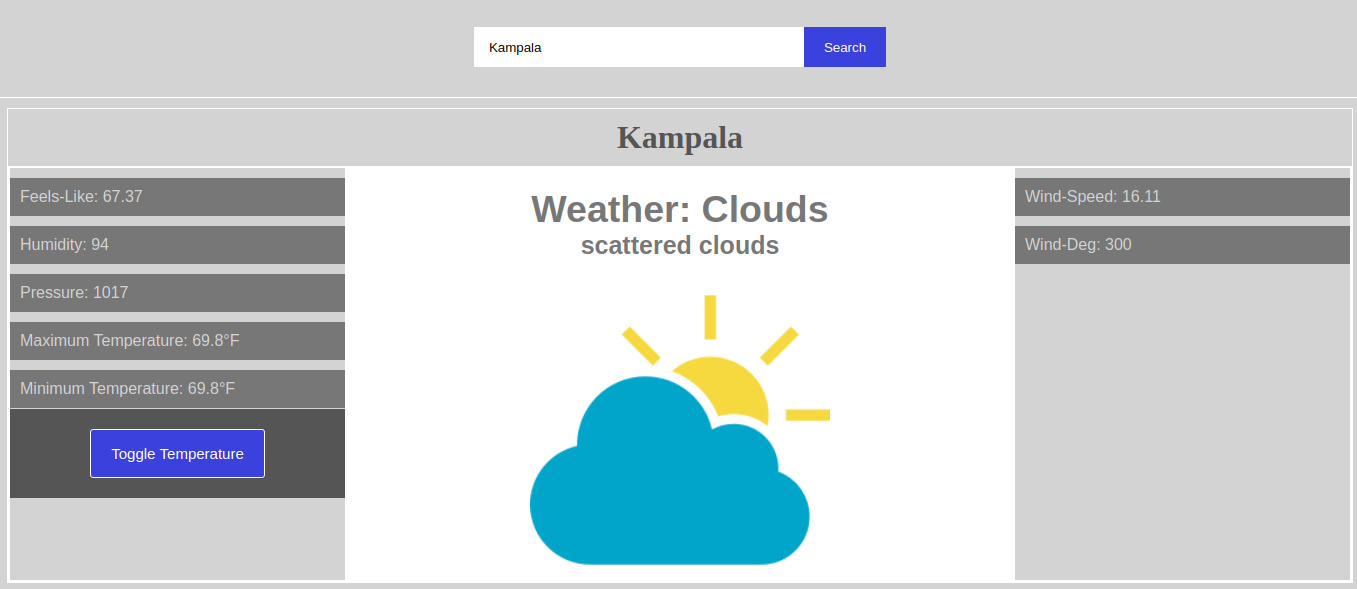 Kampala
Search
Kampala
Feels-Like: 67.37
Humidity: 94
Pressure: 1017
Maximum Temperature: 69.8°F
Minimum Temperature: 69.8°F
Toggle Temperature
Weather: Clouds
scattered clouds
Wind-Speed: 16.11
Wind-Deg: 300